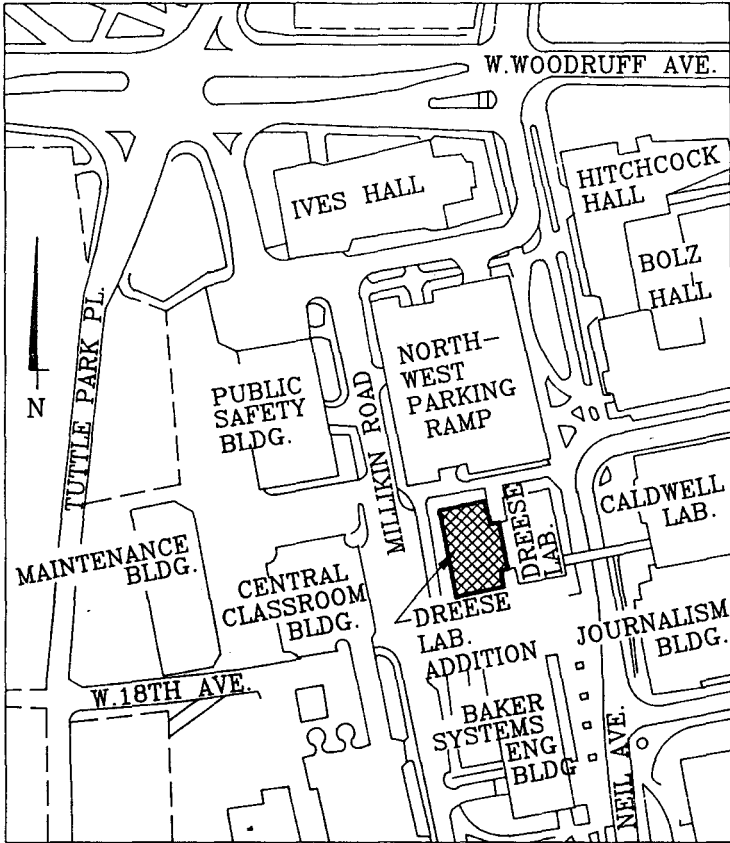 W.WOODRUFF AVE.
IVES HALL
HITCHCOCK
HALL
BOLZ
HALL
TUTTLE PARK PL.
N
PUBLIC
SAFETY
BLDG.
MILLIKIN ROAD
NORTH-
WEST
PARKING
RAMP
CALDWELL
LAB.
DREESE
LAB.
MAINTENANCE
BLDG.
CENTRAL
CLASSROOM
BLDG.
DREESE
LAB.
ADDITION
JOURNALISM
BLDG.
W.18TH AVE.
BAKER
SYSTEMS
ENG
BLDG
NEIL AVE.